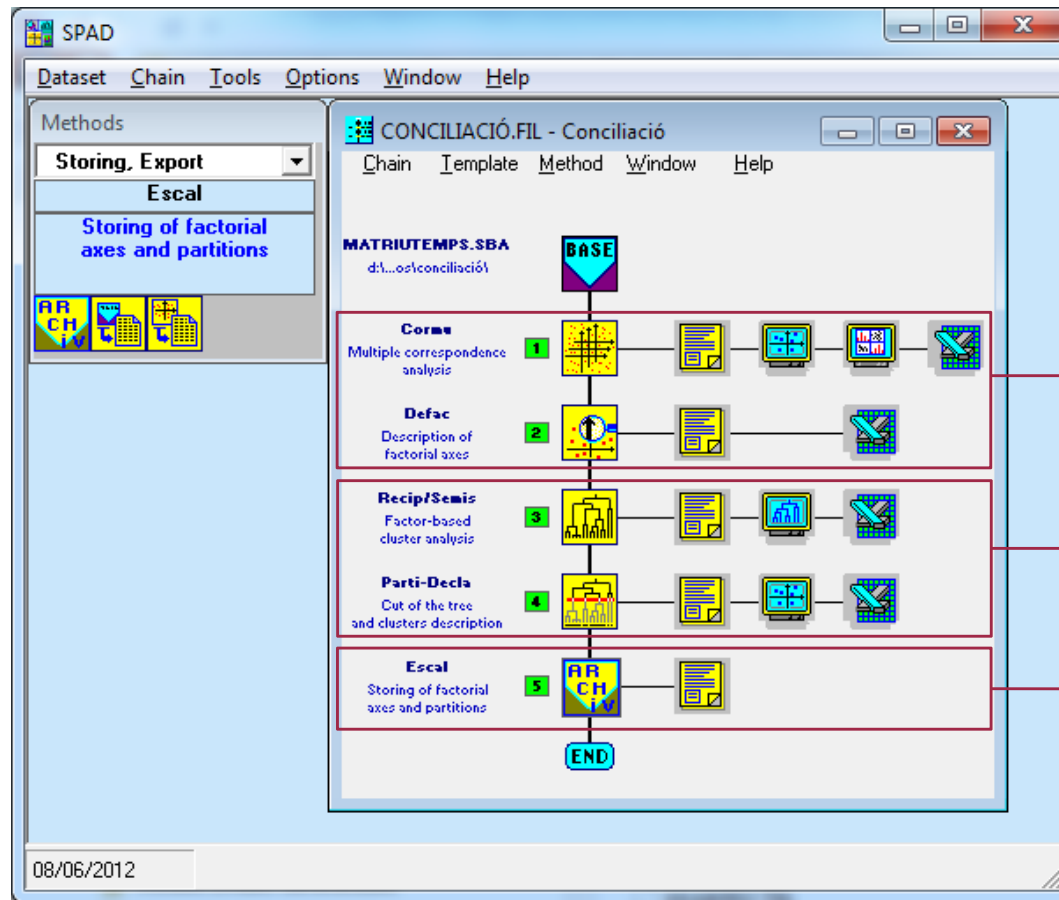 SPAD
Dataset Chain Tools Options Window Help
Methods
Storing, Export
Escal
Storing of factorial
axes and partitions
AR
CH
iv
CONCILIACIÓ.FIL - Conciliació
Chain Template Method Window Help
MATRIUTEMPS.SBA
d:\...os\conciliació\
BASE
Cormu
Multiple correspondence
analysis
1
Defac
Description of
factorial axes
2
Recip/Semis
Factor-based
cluster analysis
3
Parti-Decla
Cut of the tree
and clusters description
4
Escal
Storing of factorial
axes and partitions
5
AR
CH
iv
END
08/06/2012